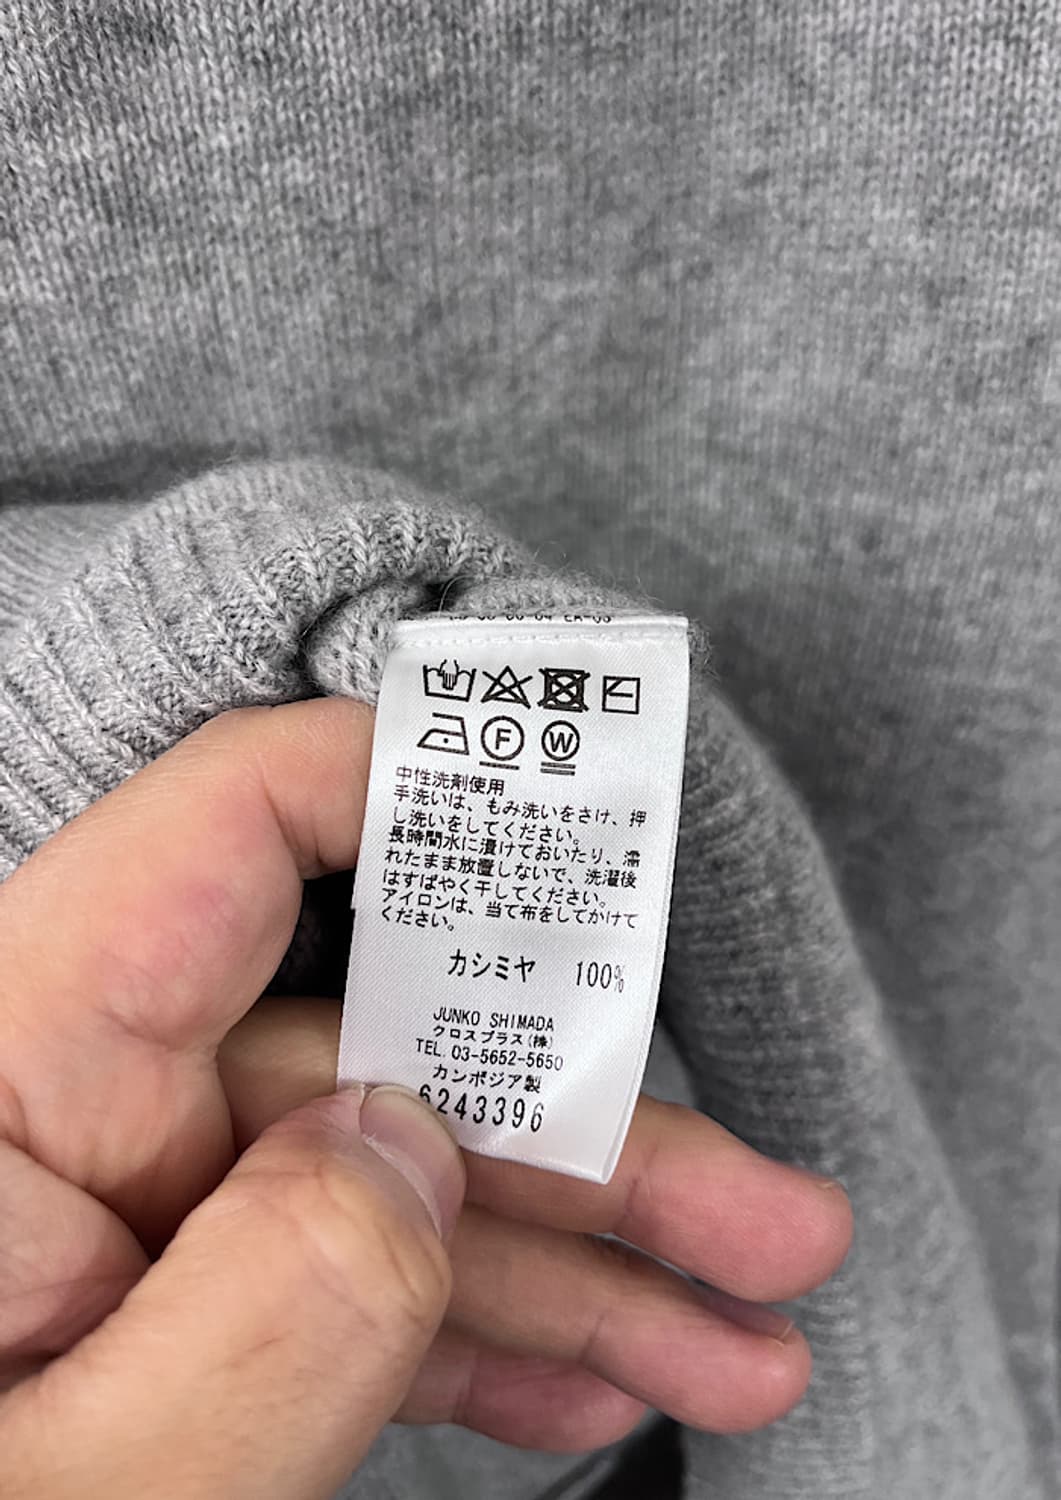 F W
中性洗剤使用
手洗いは、もみ洗いをさけ、押
し洗いをしてください。
長時間水に漬けておいたり、濡
れたまま放置しないで、洗濯後
はすばやく干してください。
アイロンは、当て布をしてかけて
ください。
カシミヤ 100%
JUNKO SHIMADA
クロスプラス(株)
TEL. 03-5652-5650
カンボジア製
6243396